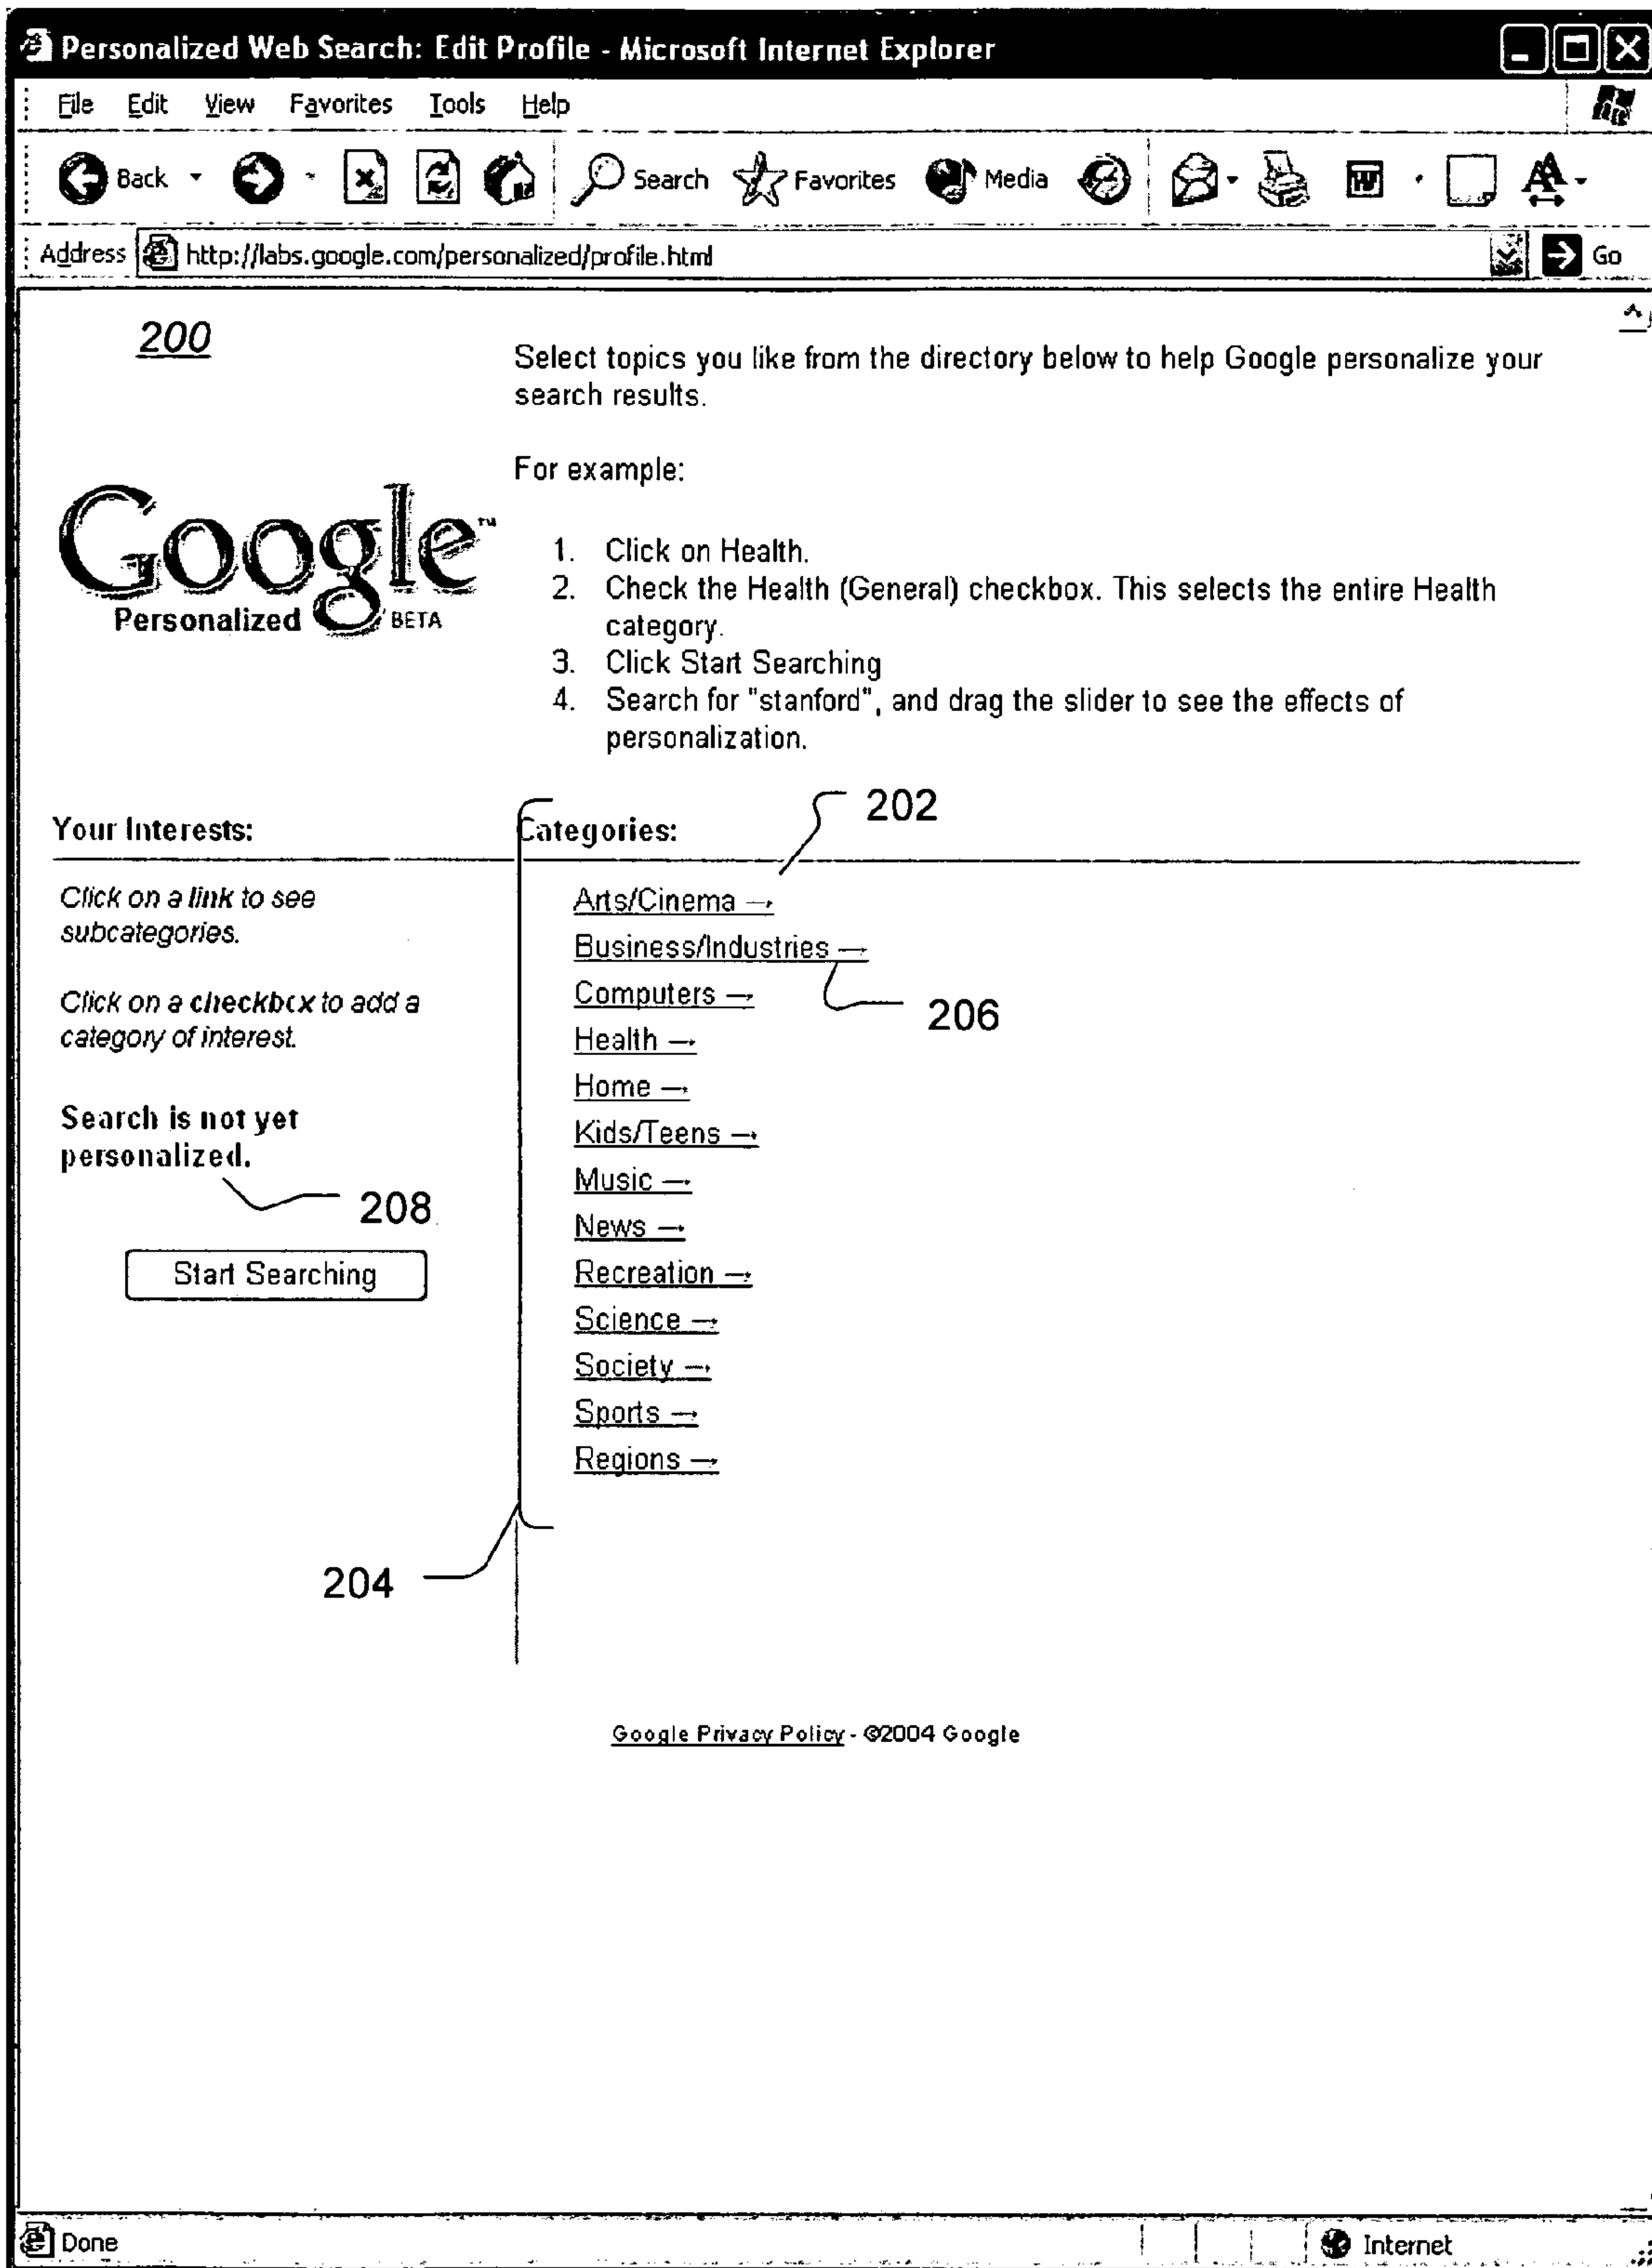 Personalized Web Search: Edit Profile - Microsoft Internet Explorer
File Edit View Favorites Tools Help
Back Search Favorites Media
Address http://labs.google.com/personalized/profile.html Go
200
Select topics you like from the directory below to help Google personalize your
search results.
For example:
Google™
Personalized BETA
1. Click on Health.
2. Check the Health (General) checkbox. This selects the entire Health
category.
3. Click Start Searching
4. Search for "stanford", and drag the slider to see the effects of
personalization.
202
Your Interests:
Click on a link to see
subcategories.
Click on a checkbox to add a
category of interest.
Search is not yet
personalized.
208
Start Searching
Categories:
Arts/Cinema →
Business/Industries →
206
Computers →
Health →
Home →
Kids/Teens →
Music →
News →
Recreation →
Science →
Society →
Sports →
Regions →
204
Google Privacy Policy - ©2004 Google
Done Internet